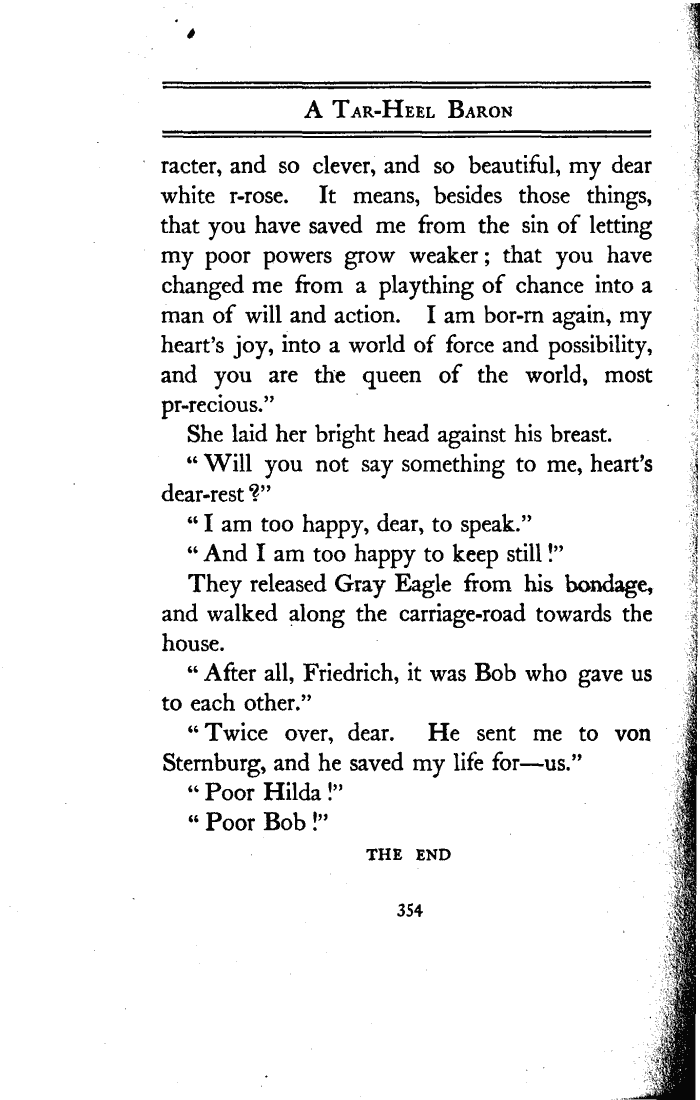 A Tar-Heel Baron
racter, and so clever, and so beautiful, my dear
white r-rose. It means, besides those things,
that you have saved me from the sin of letting
my poor powers grow weaker; that you have
changed me from a plaything of chance into a
man of will and action. I am bor-rn again, my
heart's joy, into a world of force and possibility,
and you are the queen of the world, most
pr-recious."
She laid her bright head against his breast.
"Will you not say something to me, heart's
dear-rest?"
"I am too happy, dear, to speak."
"And I am too happy to keep still!"
They released Gray Eagle from his bondage,
and walked along the carriage-road towards the
house.
"After all, Friedrich, it was Bob who gave us
to each other."
"Twice over, dear. He sent me to von
Sternburg, and he saved my life for—us."
"Poor Hilda!"
"Poor Bob!"
THE END
354